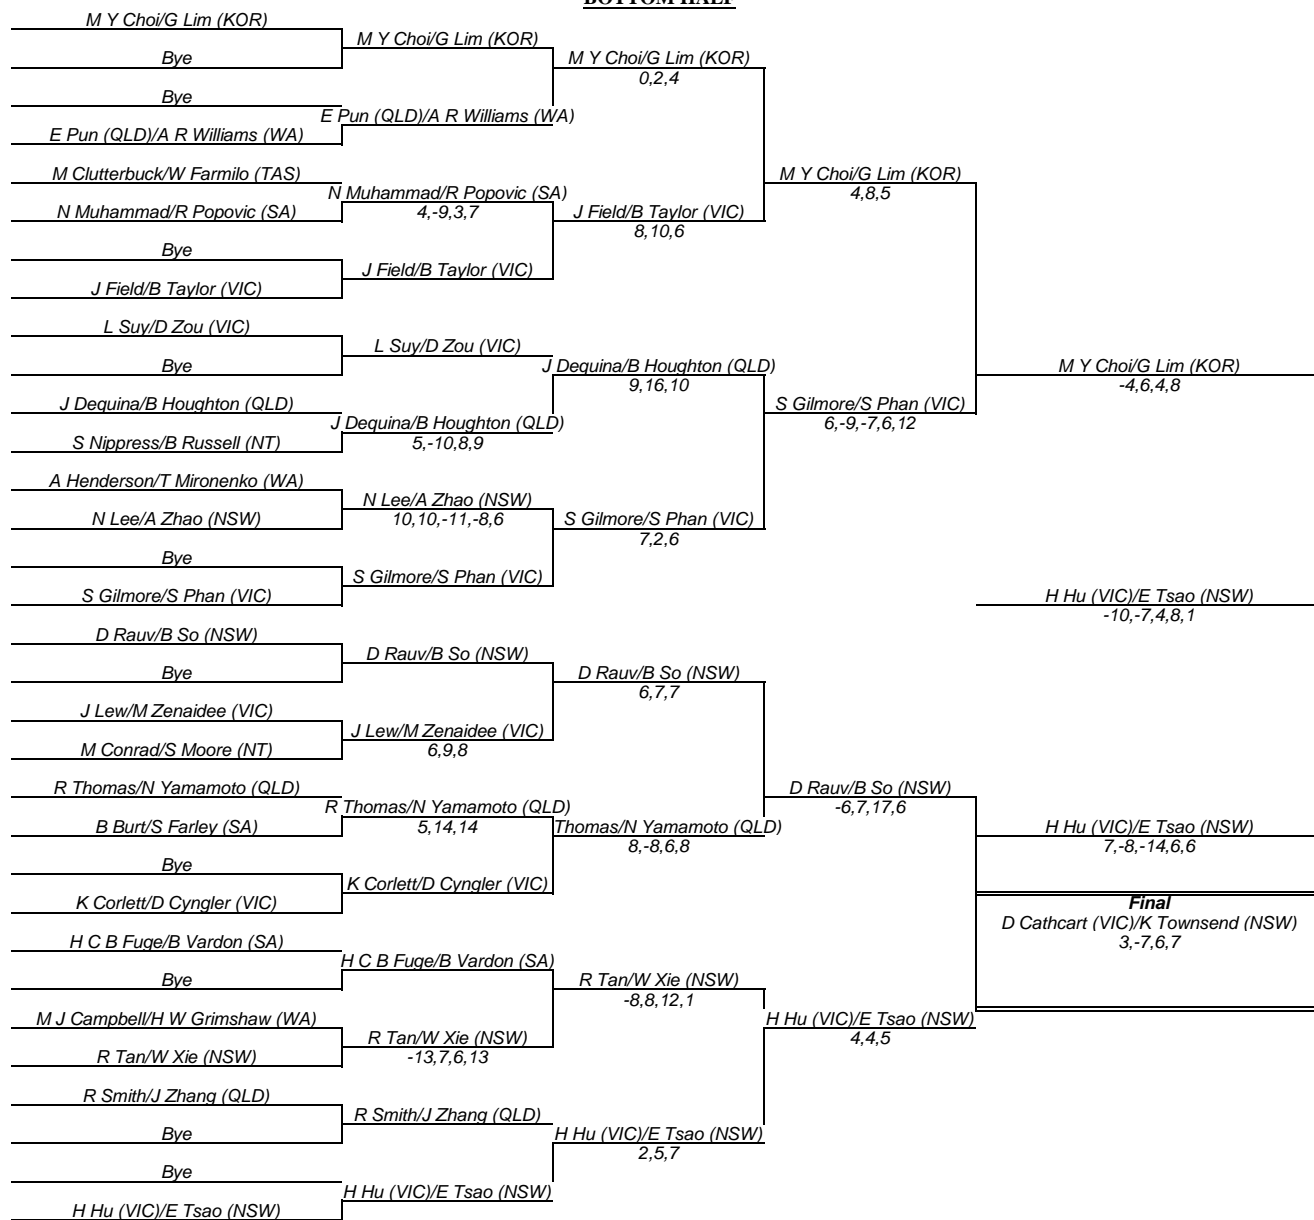 BOTTOM HALF
M Y Choi/G Lim (KOR)
Bye
Bye
E Pun (QLD)/A R Williams (WA)
M Clutterbuck/W Farmilo (TAS)
N Muhammad/R Popovic (SA)
Bye
J Field/B Taylor (VIC)
L Suy/D Zou (VIC)
Bye
J Dequina/B Houghton (QLD)
S Nippress/B Russell (NT)
A Henderson/T Mironenko (WA)
N Lee/A Zhao (NSW)
Bye
S Gilmore/S Phan (VIC)
D Rauv/B So (NSW)
Bye
J Lew/M Zenaidee (VIC)
M Conrad/S Moore (NT)
R Thomas/N Yamamoto (QLD)
B Burt/S Farley (SA)
Bye
K Corlett/D Cyngler (VIC)
H C B Fuge/B Vardon (SA)
Bye
M J Campbell/H W Grimshaw (WA)
R Tan/W Xie (NSW)
R Smith/J Zhang (QLD)
Bye
Bye
H Hu (VIC)/E Tsao (NSW)
M Y Choi/G Lim (KOR)
E Pun (QLD)/A R Williams (WA)
N Muhammad/R Popovic (SA)
4,-9,3,7
J Field/B Taylor (VIC)
L Suy/D Zou (VIC)
J Dequina/B Houghton (QLD)
5,-10,8,9
N Lee/A Zhao (NSW)
10,10,-11,-8,6
S Gilmore/S Phan (VIC)
D Rauv/B So (NSW)
J Lew/M Zenaidee (VIC)
6,9,8
R Thomas/N Yamamoto (QLD)
5,14,14
K Corlett/D Cyngler (VIC)
H C B Fuge/B Vardon (SA)
R Tan/W Xie (NSW)
-13,7,6,13
R Smith/J Zhang (QLD)
H Hu (VIC)/E Tsao (NSW)
M Y Choi/G Lim (KOR)
0,2,4
J Field/B Taylor (VIC)
8,10,6
J Dequina/B Houghton (QLD)
9,16,10
S Gilmore/S Phan (VIC)
7,2,6
D Rauv/B So (NSW)
6,7,7
Thomas/N Yamamoto (QLD)
8,-8,6,8
R Tan/W Xie (NSW)
-8,8,12,1
H Hu (VIC)/E Tsao (NSW)
2,5,7
M Y Choi/G Lim (KOR)
4,8,5
S Gilmore/S Phan (VIC)
6,-9,-7,6,12
D Rauv/B So (NSW)
-6,7,17,6
H Hu (VIC)/E Tsao (NSW)
4,4,5
M Y Choi/G Lim (KOR)
-4,6,4,8
H Hu (VIC)/E Tsao (NSW)
-10,-7,4,8,1
H Hu (VIC)/E Tsao (NSW)
7,-8,-14,6,6
Final
D Cathcart (VIC)/K Townsend (NSW)
3,-7,6,7